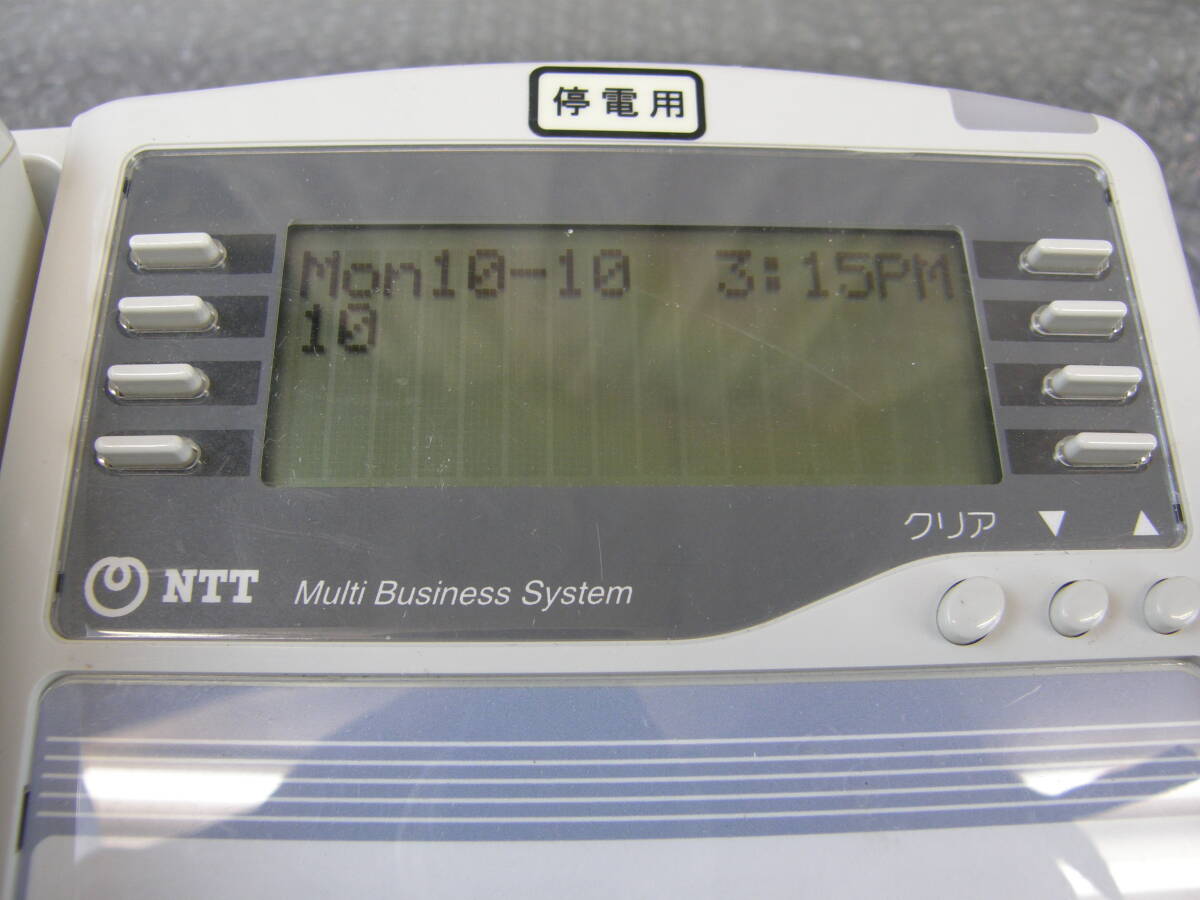 停電用
Mon10-10 3:15PM
10
クリア ▼ ▲
NTT Multi Business System